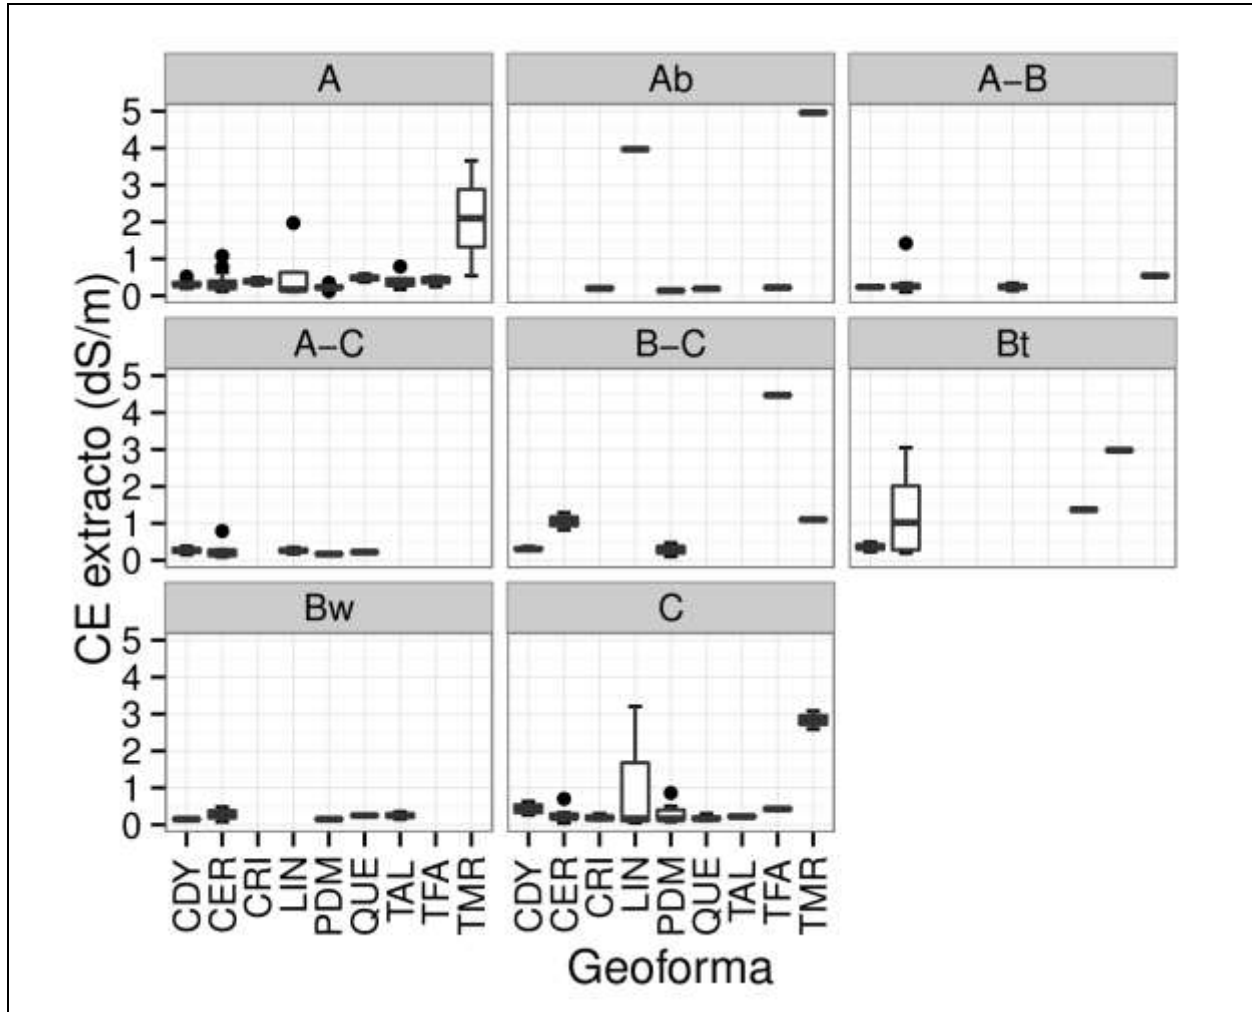 A
Ab
A–B
5
4
3
2
1
0
A–C
B–C
Bt
5
4
3
2
1
0
Bw
C
5
4
3
2
1
0
CE extracto (dS/m)
CDY CER CRI LIN PDM QUE TAL TFA TMR
CDY CER CRI LIN PDM QUE TAL TFA TMR
Geoforma